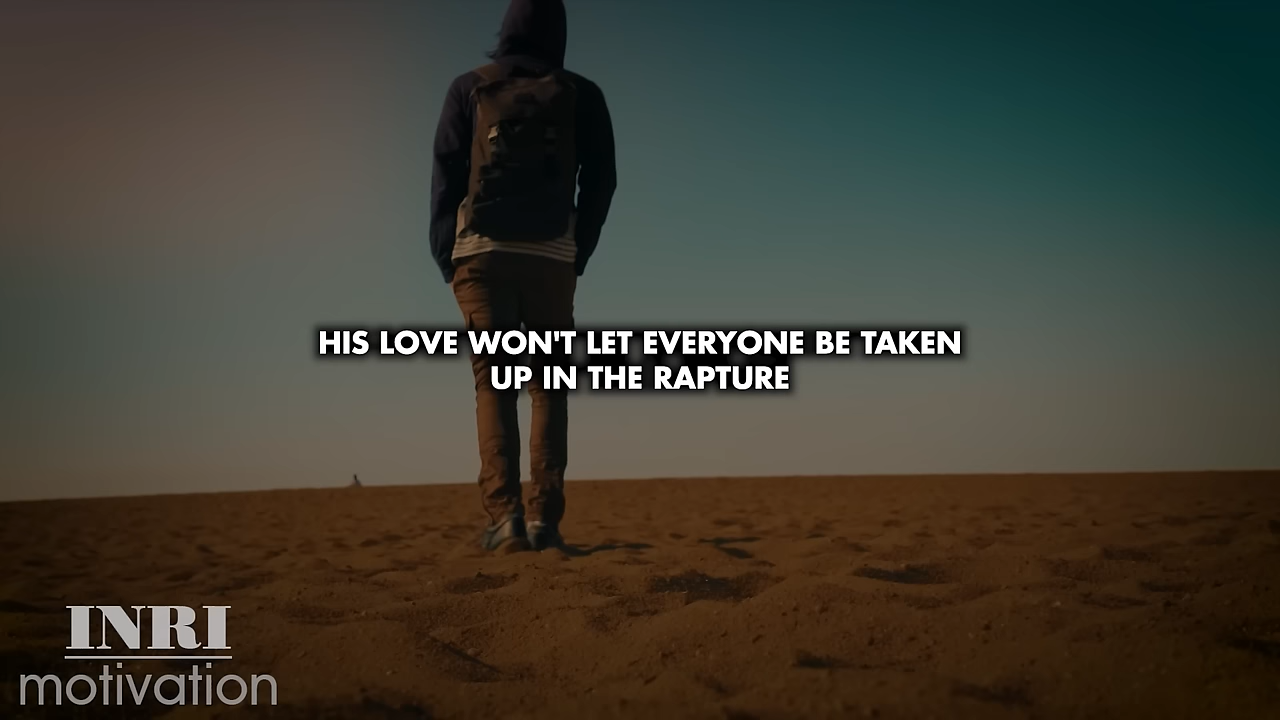 HIS LOVE WON'T LET EVERYONE BE TAKEN
UP IN THE RAPTURE
INRI
motivation